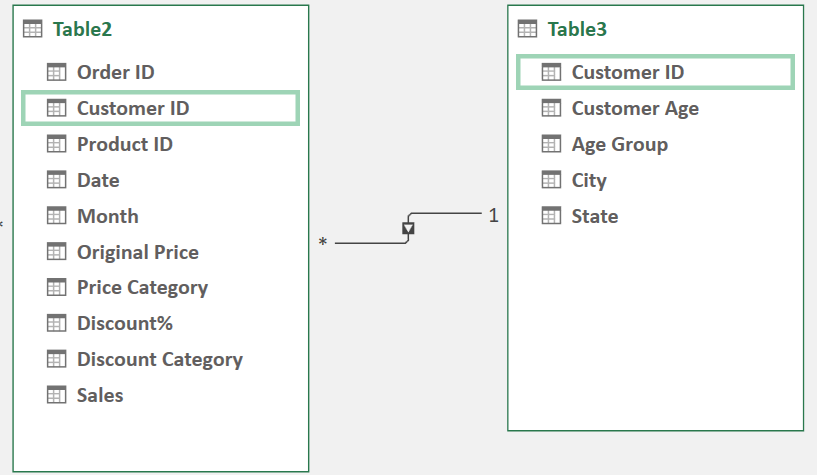 Table2
Order ID
Customer ID
Product ID
Date
Month
Original Price
Price Category
Discount%
Discount Category
Sales
*
* 1
Table3
Customer ID
Customer Age
Age Group
City
State